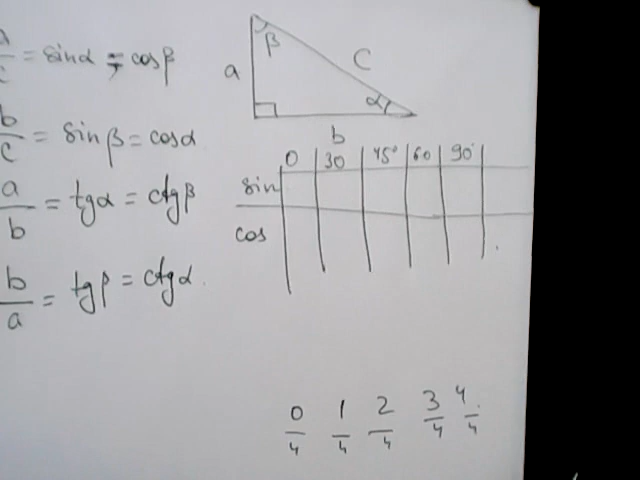 a/c = sinα = cosβ
b/c = sinβ = cosα
a/b = tgα = ctgβ
b/a = tgβ = ctgα.
β
a
C
α
b
0 30 45° 60 90°
sin
cos
0/4 1/4 2/4 3/4 4/4